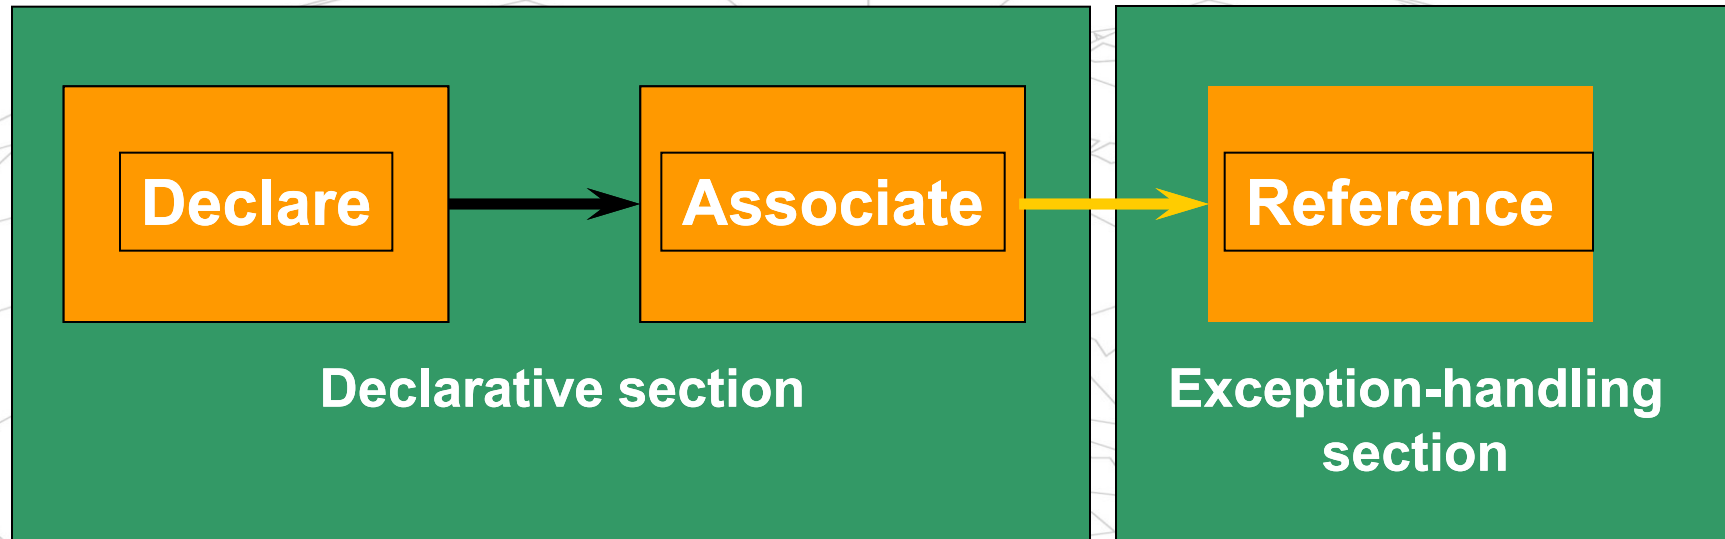 Declare
Associate
Reference
Declarative section
Exception-handling
section